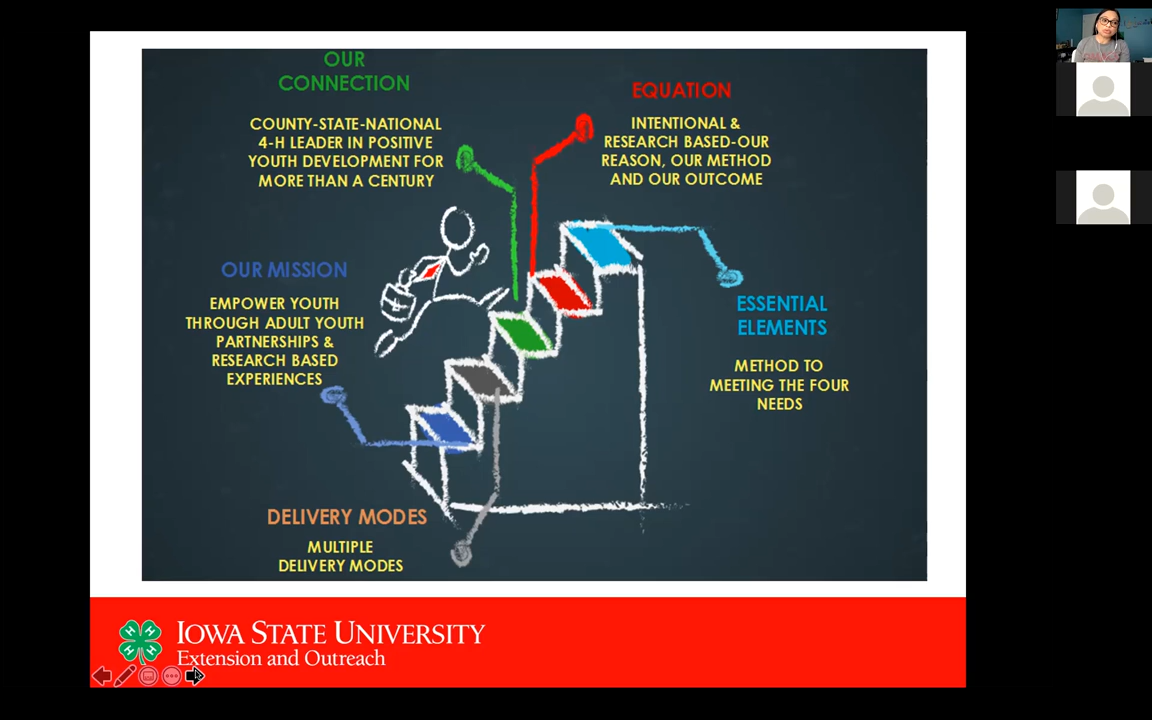 OUR
CONNECTION
COUNTY-STATE-NATIONAL
4-H LEADER IN POSITIVE
YOUTH DEVELOPMENT FOR
MORE THAN A CENTURY
EQUATION
INTENTIONAL &
RESEARCH BASED-OUR
REASON, OUR METHOD
AND OUR OUTCOME
OUR MISSION
EMPOWER YOUTH
THROUGH ADULT YOUTH
PARTNERSHIPS &
RESEARCH BASED
EXPERIENCES
ESSENTIAL
ELEMENTS
METHOD TO
MEETING THE FOUR
NEEDS
DELIVERY MODES
MULTIPLE
DELIVERY MODES
H H
H H
IOWA STATE UNIVERSITY
Extension and Outreach